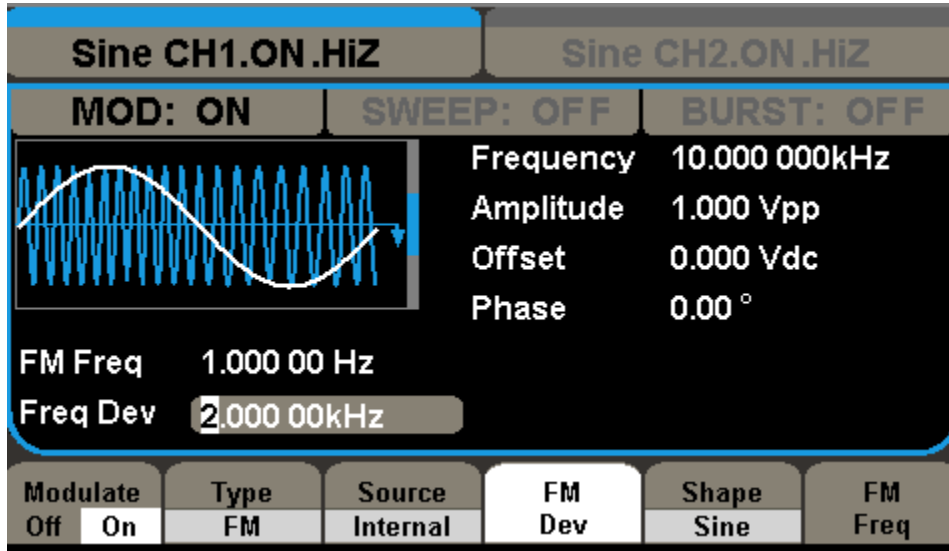 Sine CH1.ON.HiZ Sine CH2.ON.HiZ
MOD: ON SWEEP: OFF BURST: OFF
Frequency 10.000 000kHz
Amplitude 1.000 Vpp
Offset 0.000 Vdc
Phase 0.00 °
FM Freq 1.000 00 Hz
Freq Dev 2.000 00kHz
Modulate Type Source FM Shape FM
Off On FM Internal Dev Sine Freq